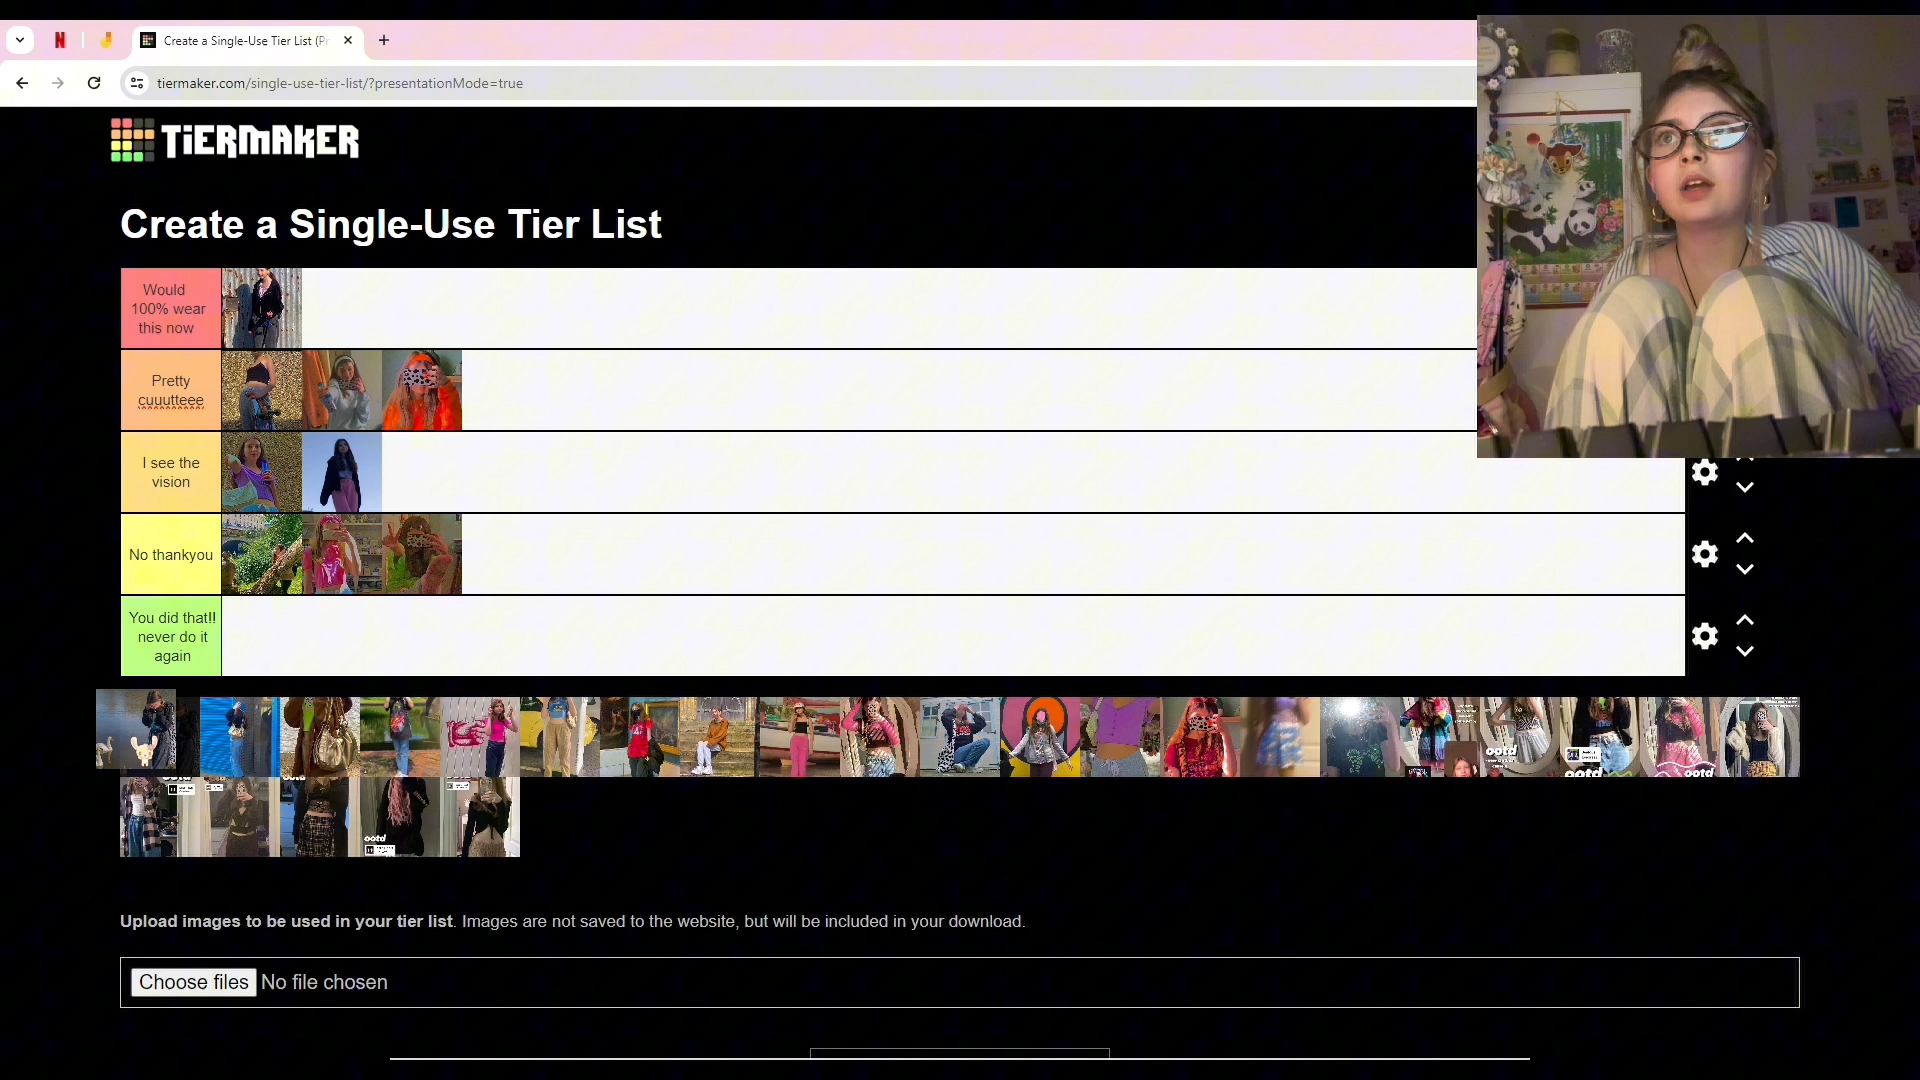 Create a Single-Use Tier List (Pr
tiermaker.com/single-use-tier-list/?presentationMode=true
TiERMAKER
Create a Single-Use Tier List
Would
100% wear
this now
Pretty
cuuutteee
I see the
vision
No thankyou
You did that!!
never do it
again
ootd
ootd
ootd
ootd
Upload images to be used in your tier list. Images are not saved to the website, but will be included in your download.
Choose files No file chosen